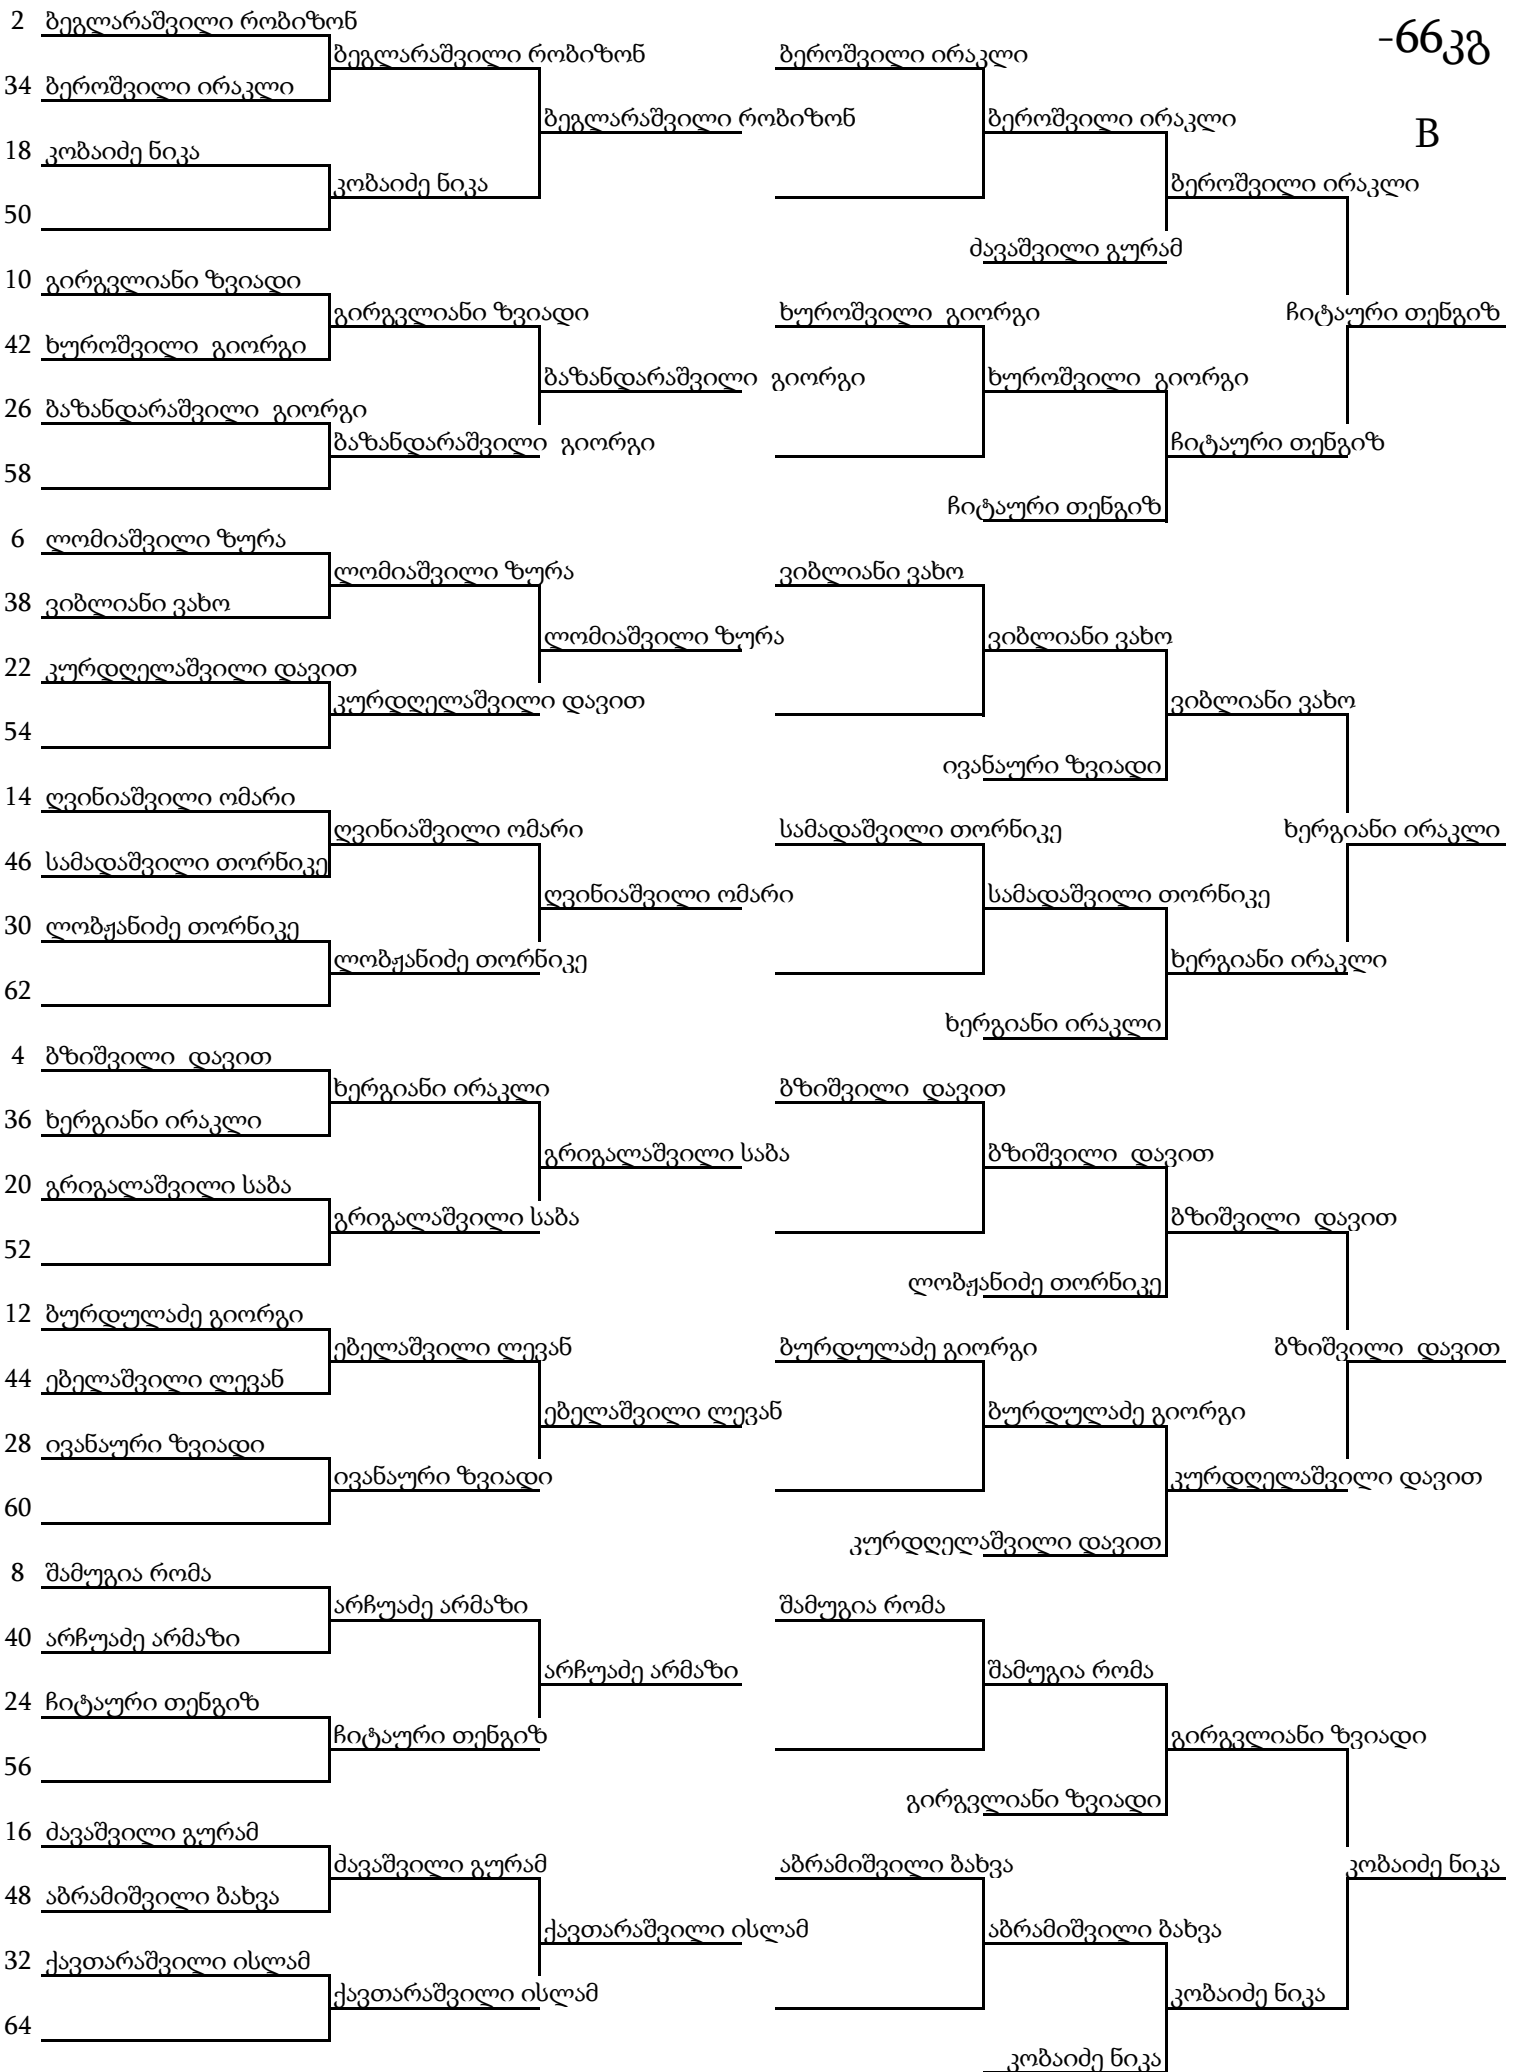 -66კგ
B
2 ბეგლარაშვილი რობიზონ
ბეგლარაშვილი რობიზონ
ბეროშვილი ირაკლი
34 ბეროშვილი ირაკლი
ბეგლარაშვილი რობიზონ
ბეროშვილი ირაკლი
18 კობაიძე ნიკა
კობაიძე ნიკა
ბეროშვილი ირაკლი
50
ძავაშვილი გურამ
10 გირგვლიანი ზვიადი
გირგვლიანი ზვიადი
ხუროშვილი გიორგი
ჩიტაური თენგიზ
42 ხუროშვილი გიორგი
ბაზანდარაშვილი გიორგი
ხუროშვილი გიორგი
26 ბაზანდარაშვილი გიორგი
ბაზანდარაშვილი გიორგი
ჩიტაური თენგიზ
58
ჩიტაური თენგიზ
6 ლომიაშვილი ზურა
ლომიაშვილი ზურა
ვიბლიანი ვახო
38 ვიბლიანი ვახო
ლომიაშვილი ზურა
ვიბლიანი ვახო
22 კურდღელაშვილი დავით
კურდღელაშვილი დავით
ვიბლიანი ვახო
54
ივანაური ზვიადი
14 ღვინიაშვილი ომარი
ღვინიაშვილი ომარი
სამადაშვილი თორნიკე
ხერგიანი ირაკლი
46 სამადაშვილი თორნიკე
ღვინიაშვილი ომარი
სამადაშვილი თორნიკე
30 ლობჟანიძე თორნიკე
ლობჟანიძე თორნიკე
ხერგიანი ირაკლი
62
ხერგიანი ირაკლი
4 ბზიშვილი დავით
ხერგიანი ირაკლი
ბზიშვილი დავით
36 ხერგიანი ირაკლი
გრიგალაშვილი საბა
ბზიშვილი დავით
20 გრიგალაშვილი საბა
გრიგალაშვილი საბა
ბზიშვილი დავით
52
ლობჟანიძე თორნიკე
12 ბურდულაძე გიორგი
ებელაშვილი ლევან
ბურდულაძე გიორგი
ბზიშვილი დავით
44 ებელაშვილი ლევან
ებელაშვილი ლევან
ბურდულაძე გიორგი
28 ივანაური ზვიადი
ივანაური ზვიადი
კურდღელაშვილი დავით
60
კურდღელაშვილი დავით
8 შამუგია რომა
არჩუაძე არმაზი
შამუგია რომა
40 არჩუაძე არმაზი
არჩუაძე არმაზი
შამუგია რომა
24 ჩიტაური თენგიზ
ჩიტაური თენგიზ
გირგვლიანი ზვიადი
56
გირგვლიანი ზვიადი
16 ძავაშვილი გურამ
ძავაშვილი გურამ
აბრამიშვილი ბახვა
კობაიძე ნიკა
48 აბრამიშვილი ბახვა
ქავთარაშვილი ისლამ
აბრამიშვილი ბახვა
32 ქავთარაშვილი ისლამ
ქავთარაშვილი ისლამ
კობაიძე ნიკა
64
კობაიძე ნიკა